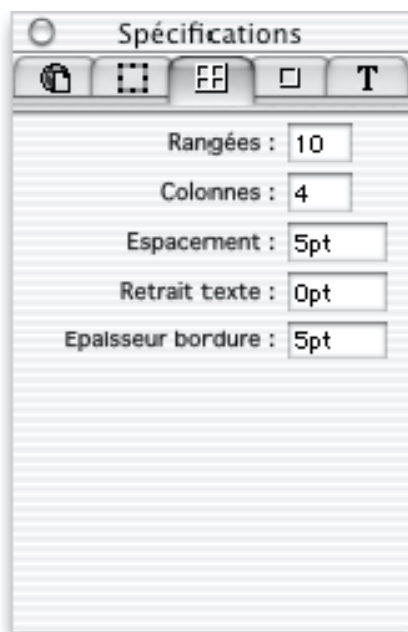 Spécifications
T
Rangées : 10
Colonnes : 4
Espacement : 5pt
Retrait texte : 0pt
Epaisseur bordure : 5pt